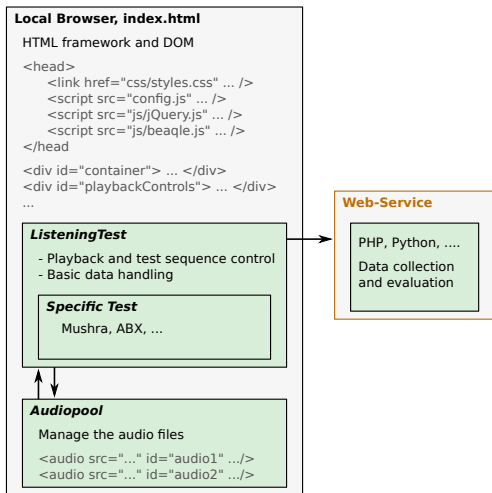 Local Browser, index.html
HTML framework and DOM
<head>
<link href="css/styles.css" ... />
<script src="config.js" ... />
<script src="js/jQuery.js" ... />
<script src="js/beaqle.js" ... />
</head
<div id="container"> ... </div>
<div id="playbackControls"> ... </div>
...
ListeningTest
- Playback and test sequence control
- Basic data handling
Specific Test
Mushra, ABX, ...
Audiopool
Manage the audio files
<audio src="..." id="audio1" .../>
<audio src="..." id="audio2" .../>
Web-Service
PHP, Python, ....
Data collection
and evaluation